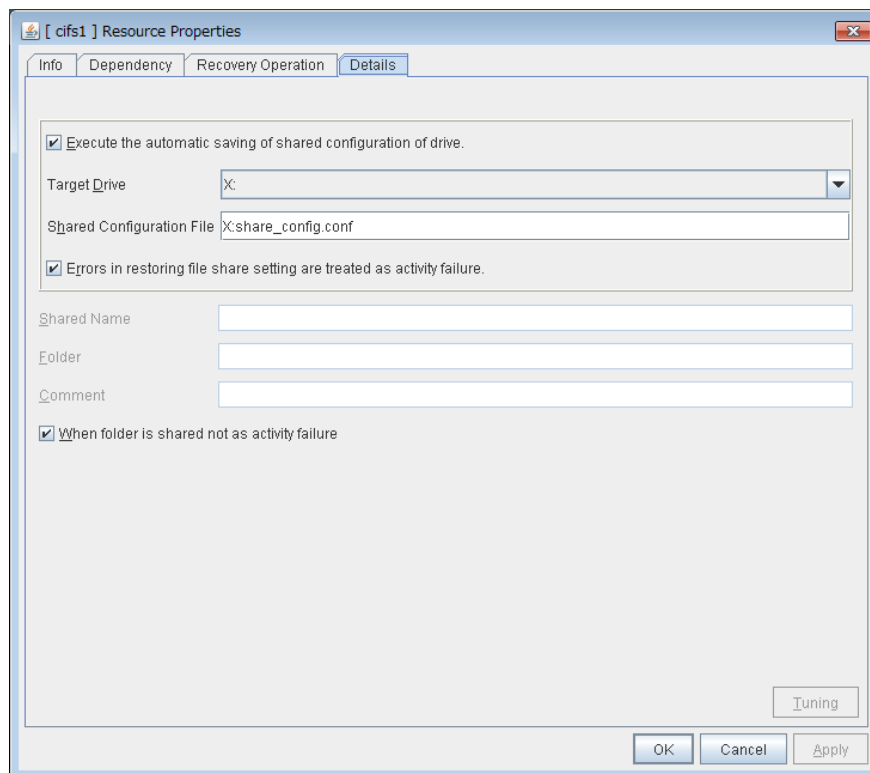 [ cifs1 ] Resource Properties
Info Dependency Recovery Operation Details
Execute the automatic saving of shared configuration of drive.
Target Drive X:
Shared Configuration File X:share_config.conf
Errors in restoring file share setting are treated as activity failure.
Shared Name
Folder
Comment
When folder is shared not as activity failure
Tuning
OK Cancel Apply